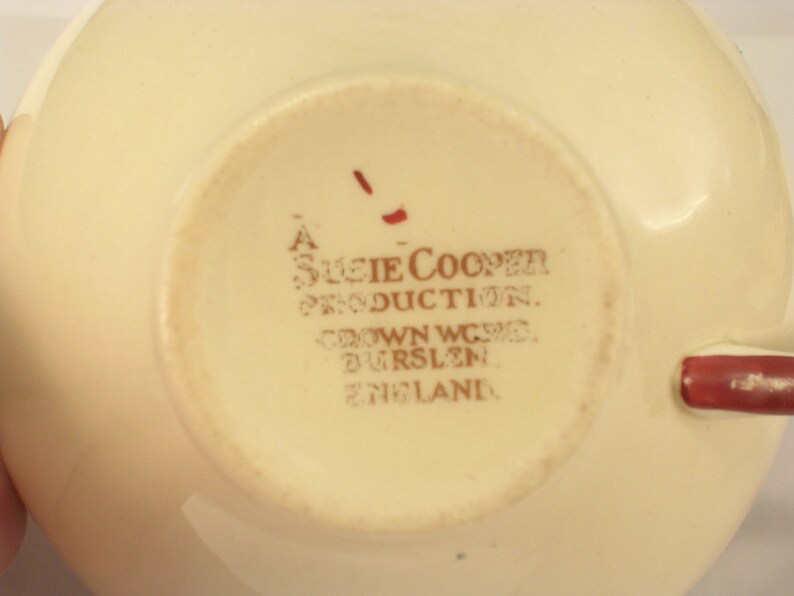 A
SUSIE COOPER
PRODUCTION.
CROWN WORKS.
BURSLEM
ENGLAND.